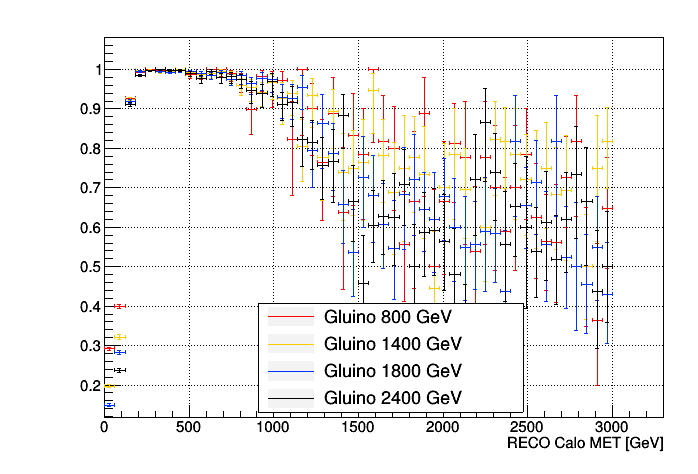 1
0.9
0.8
0.7
0.6
0.5
0.4
0.3
0.2
Gluino 800 GeV
Gluino 1400 GeV
Gluino 1800 GeV
Gluino 2400 GeV
0 500 1000 1500 2000 2500 3000
RECO Calo MET [GeV]